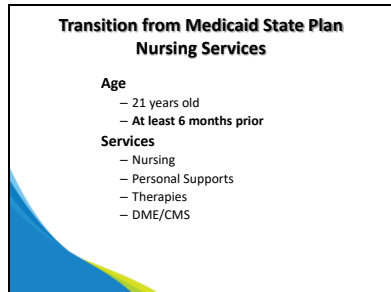 Transition from Medicaid State Plan
Nursing Services
Age
– 21 years old
– At least 6 months prior
Services
– Nursing
– Personal Supports
– Therapies
– DME/CMS